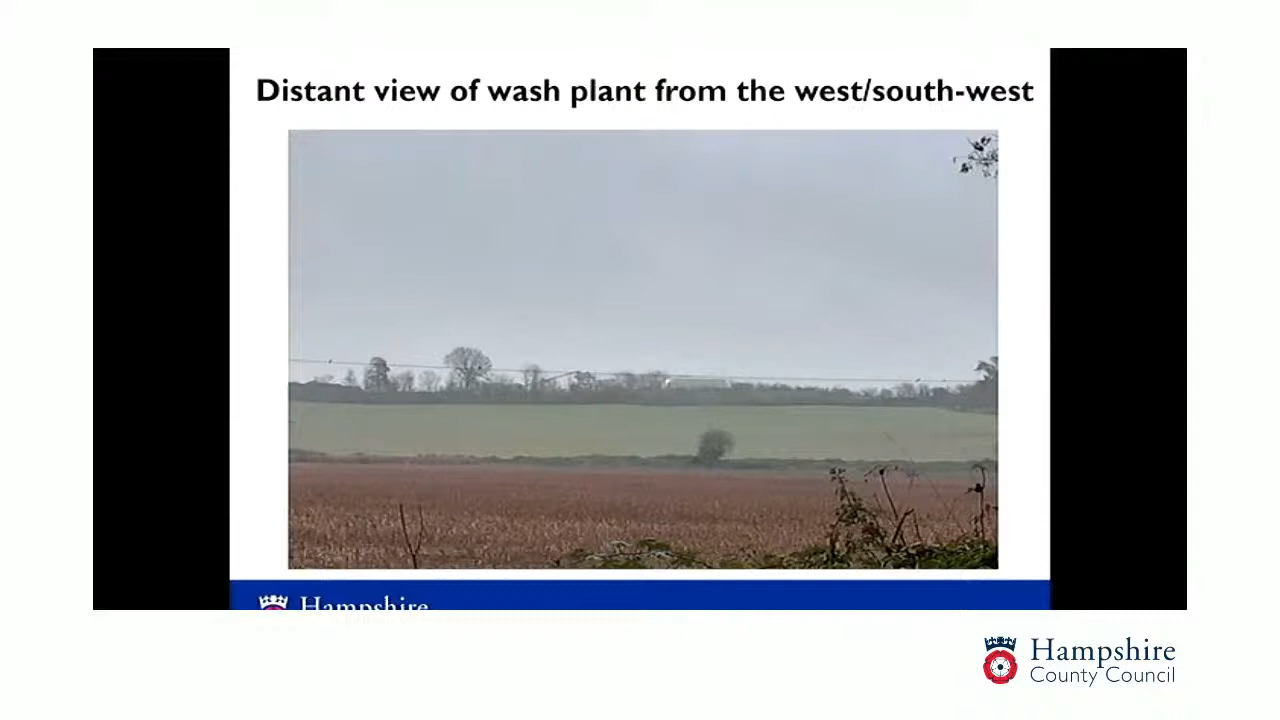 Distant view of wash plant from the west/south-west
Hampshire
Hampshire
County Council